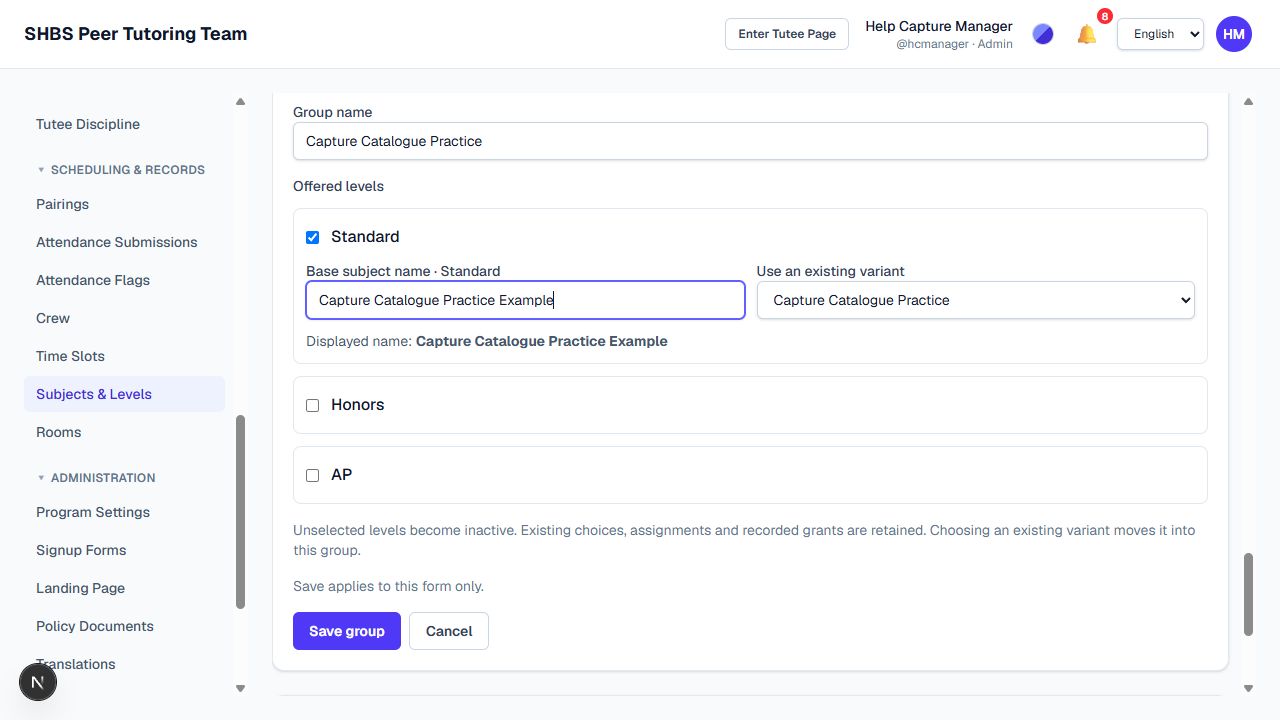 SHBS Peer Tutoring Team
Enter Tutee Page
Help Capture Manager
@hcmanager · Admin
8
English
HM
Tutee Discipline
SCHEDULING & RECORDS
Pairings
Attendance Submissions
Attendance Flags
Crew
Time Slots
Subjects & Levels
Rooms
ADMINISTRATION
Program Settings
Signup Forms
Landing Page
Policy Documents
Translations
N
Group name
Capture Catalogue Practice
Offered levels
Standard
Base subject name · Standard
Use an existing variant
Capture Catalogue Practice Example
Capture Catalogue Practice
Displayed name: Capture Catalogue Practice Example
Honors
AP
Unselected levels become inactive. Existing choices, assignments and recorded grants are retained. Choosing an existing variant moves it into
this group.
Save applies to this form only.
Save group
Cancel